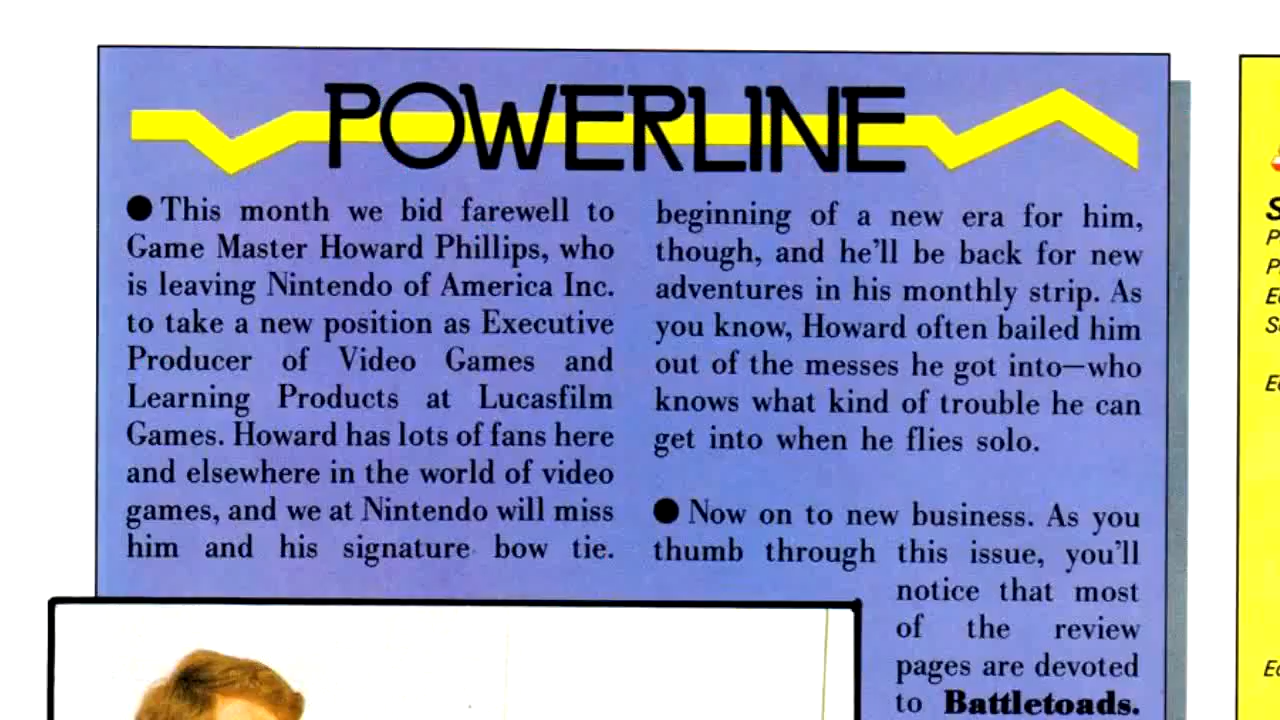 POWERLINE
● This month we bid farewell to
Game Master Howard Phillips, who
is leaving Nintendo of America Inc.
to take a new position as Executive
Producer of Video Games and
Learning Products at Lucasfilm
Games. Howard has lots of fans here
and elsewhere in the world of video
games, and we at Nintendo will miss
him and his signature bow tie.
beginning of a new era for him,
though, and he'll be back for new
adventures in his monthly strip. As
you know, Howard often bailed him
out of the messes he got into—who
knows what kind of trouble he can
get into when he flies solo.
● Now on to new business. As you
thumb through this issue, you'll
notice that most
of the review
pages are devoted
to Battletoads.